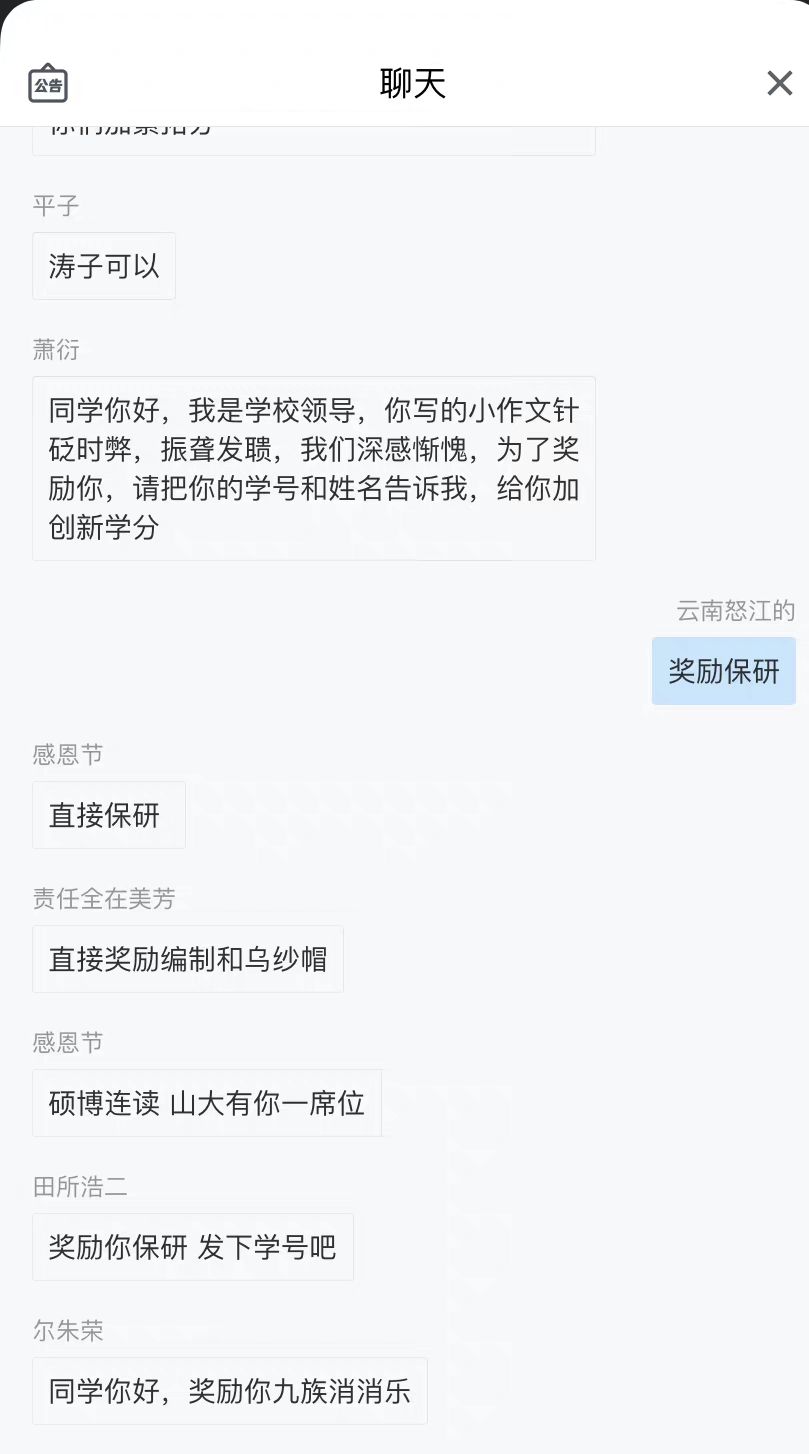 公告
聊天
平子
涛子可以
萧衍
同学你好，我是学校领导，你写的小作文针
砭时弊，振聋发聩，我们深感惭愧，为了奖
励你，请把你的学号和姓名告诉我，给你加
创新学分
云南怒江的
奖励保研
感恩节
直接保研
责任全在美芳
直接奖励编制和乌纱帽
感恩节
硕博连读 山大有你一席位
田所浩二
奖励你保研 发下学号吧
尔朱荣
同学你好，奖励你九族消消乐